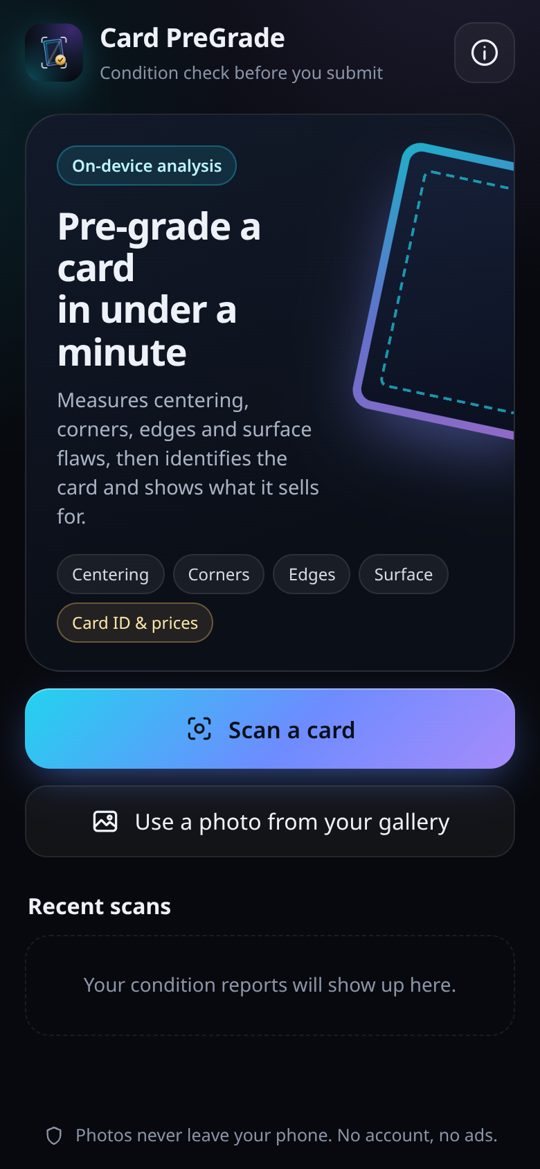 Card PreGrade
Condition check before you submit
On-device analysis
Pre-grade a
card
in under a
minute
Measures centering,
corners, edges and surface
flaws, then identifies the
card and shows what it sells
for.
Centering
Corners
Edges
Surface
Card ID & prices
Scan a card
Use a photo from your gallery
Recent scans
Your condition reports will show up here.
Photos never leave your phone. No account, no ads.